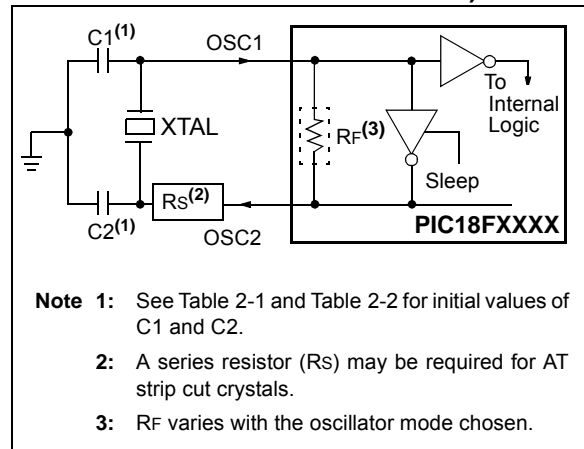 C1(1)
OSC1
To
Internal
Logic
XTAL
RF(3)
Sleep
C2(1)
RS(2)
OSC2
PIC18FXXXX
Note 1: See Table 2-1 and Table 2-2 for initial values of
C1 and C2.
2: A series resistor (RS) may be required for AT
strip cut crystals.
3: RF varies with the oscillator mode chosen.